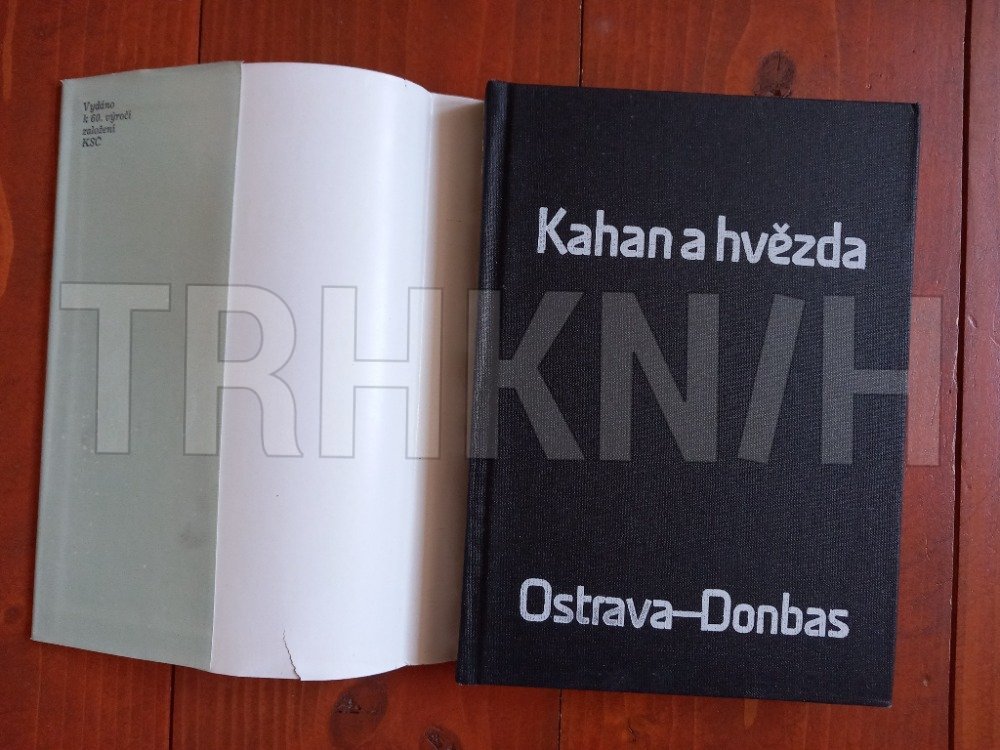 Vydáno
k 60. výročí
založení
KSČ
Kahan a hvězda
TRHKNIH
Ostrava—Donbas